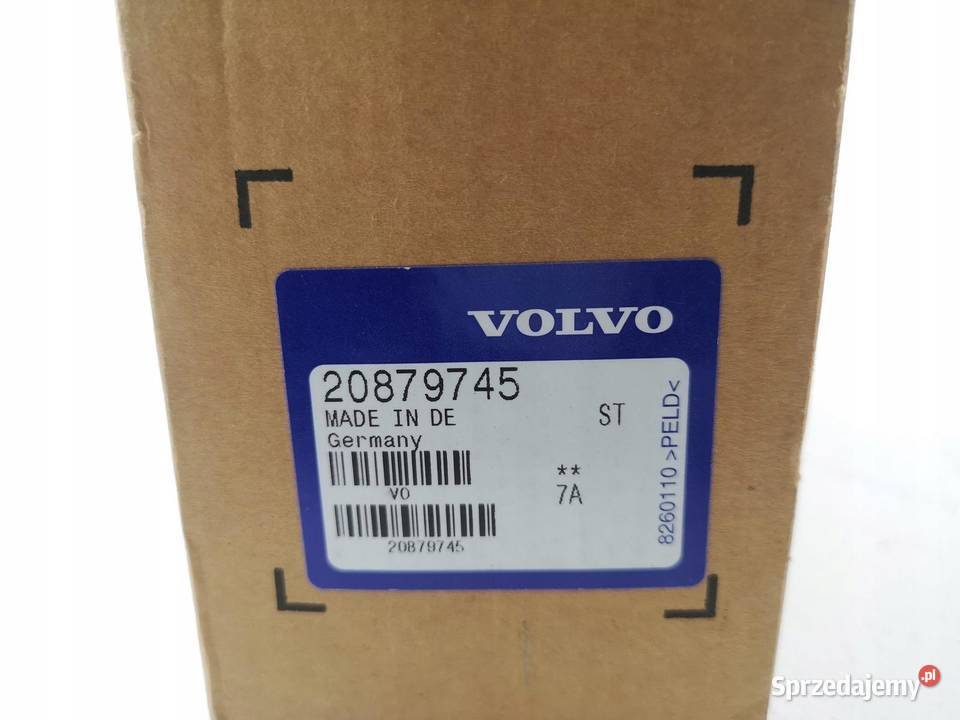 VOLVO
20879745
MADE IN DE
ST
Germany
**
VO
7A
20879745
8260110 >PELD<
Sprzedajemy.pl